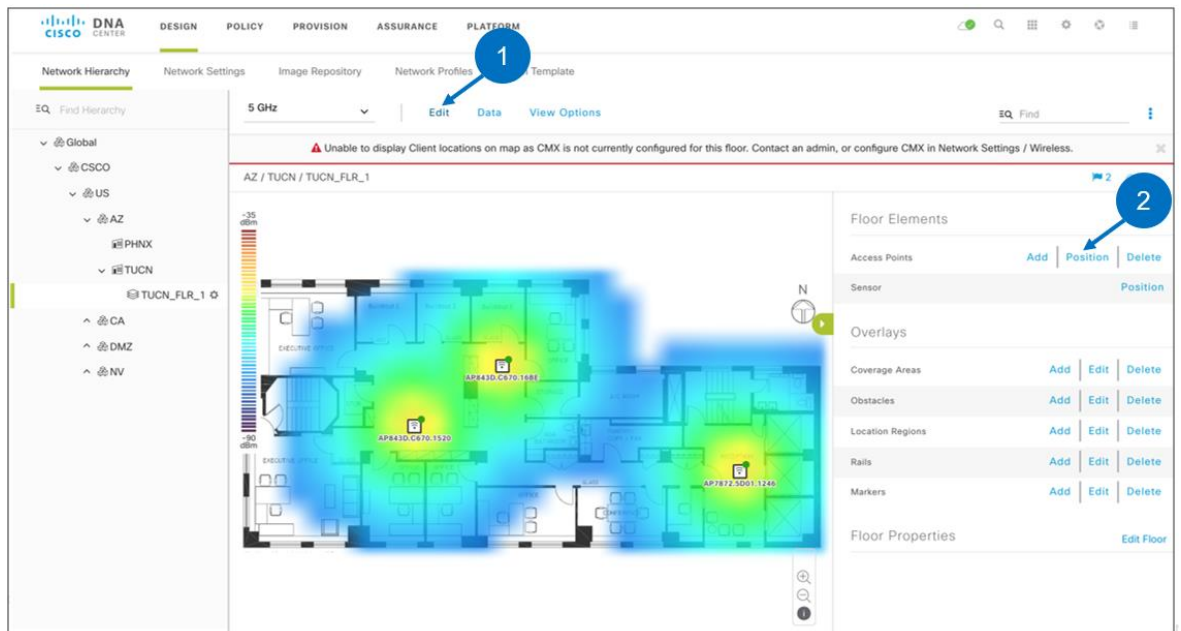 CISCO DNA CENTER
DESIGN POLICY PROVISION ASSURANCE PLATFORM
1
Network Hierarchy Network Settings Image Repository Network Profiles Template
Find Hierarchy
5 GHz Edit Data View Options Find
Global
Unable to display Client locations on map as CMX is not currently configured for this floor. Contact an admin, or configure CMX in Network Settings / Wireless.
CSCO
AZ / TUCN / TUCN_FLR_1 2
US
2
AZ
-35 dBm
Floor Elements
PHNX
Access Points Add Position Delete
TUCN
TUCN_FLR_1
N
Sensor Position
CA
Overlays
DMZ
EXECUTIVE OFFICE
NV
AP843D.C670.16BE
Coverage Areas Add Edit Delete
Obstacles Add Edit Delete
AP843D.C670.1520
-90 dBm
Location Regions Add Edit Delete
EXECUTIVE OFFICE
Rails Add Edit Delete
AP7872.5D01.1246
Markers Add Edit Delete
Floor Properties Edit Floor